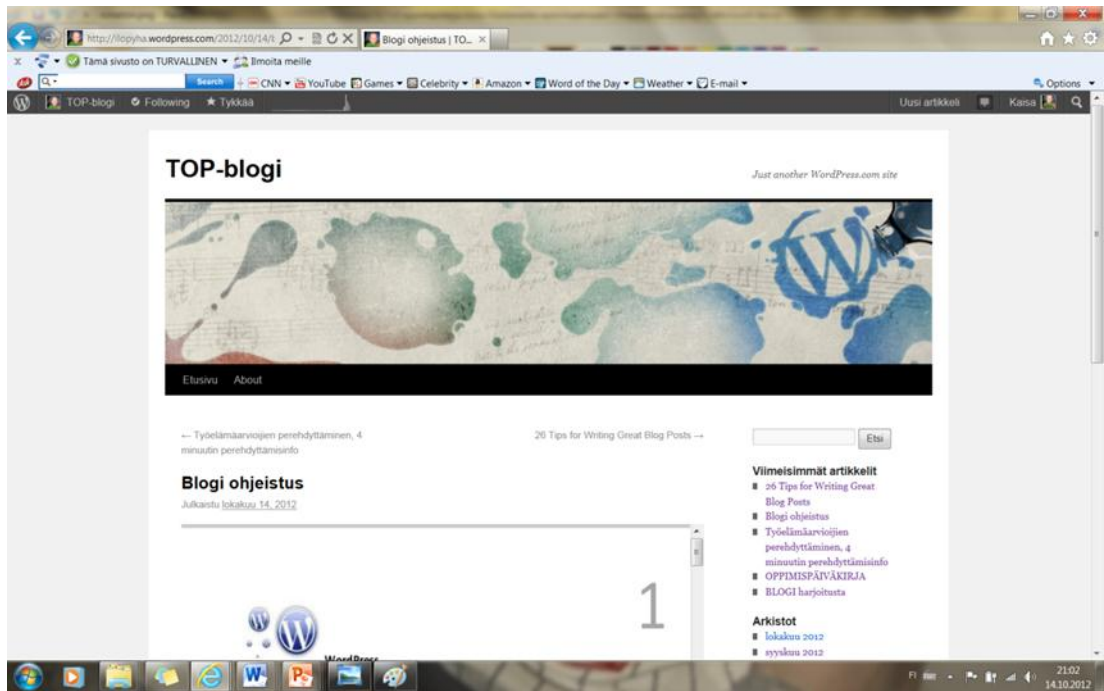 http://ilopyha.wordpress.com/2012/10/14/
Blogi ohjeistus | TO...
Tämä sivusto on TURVALLINEN
Ilmoita meille
Search
CNN
YouTube
Games
Celebrity
Amazon
Word of the Day
Weather
E-mail
Options
TOP-blogi
Following
Tykkää
Uusi artikkeli
Kaisa
TOP-blogi
Just another WordPress.com site
Etusivu
About
← Työelämäarvioijien perehdyttäminen, 4
minuutin perehdyttämisinfo
26 Tips for Writing Great Blog Posts →
Blogi ohjeistus
Julkaistu lokakuu 14, 2012
1
WordPress
Etsi
Viimeisimmät artikkelit
26 Tips for Writing Great
Blog Posts
Blogi ohjeistus
Työelämäarvioijien
perehdyttäminen, 4
minuutin perehdyttämisinfo
OPPIMISPÄIVÄKIRJA
BLOGI harjoitusta
Arkistot
lokakuu 2012
syyskuu 2012
FI
21:02
14.10.2012